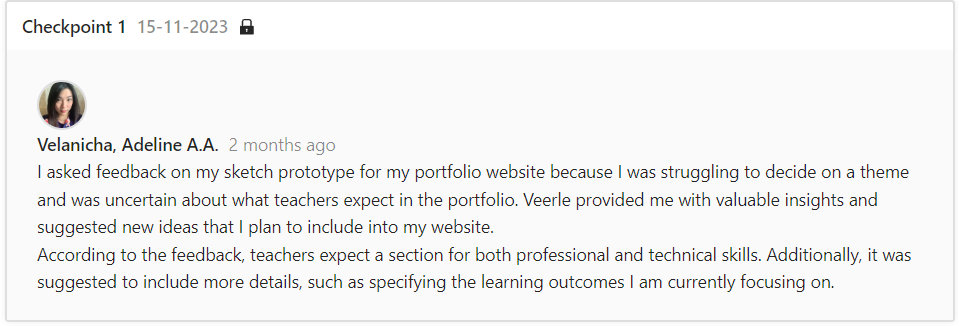 Checkpoint 1 15-11-2023
Velanicha, Adeline A.A. 2 months ago
I asked feedback on my sketch prototype for my portfolio website because I was struggling to decide on a theme
and was uncertain about what teachers expect in the portfolio. Veerle provided me with valuable insights and
suggested new ideas that I plan to include into my website.
According to the feedback, teachers expect a section for both professional and technical skills. Additionally, it was
suggested to include more details, such as specifying the learning outcomes I am currently focusing on.